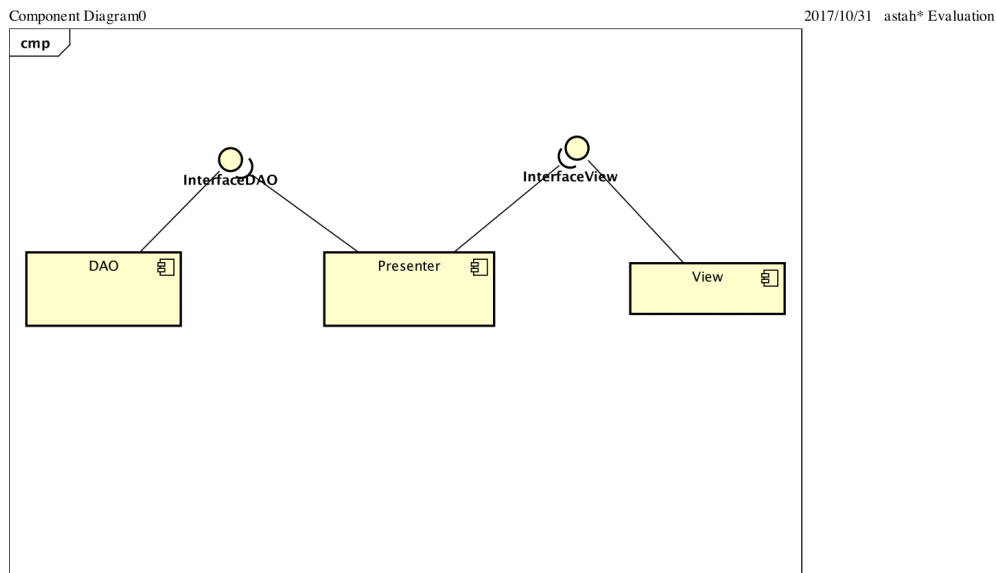 Component Diagram0
2017/10/31 astah* Evaluation
cmp
InterfaceDAO
InterfaceView
DAO
Presenter
View